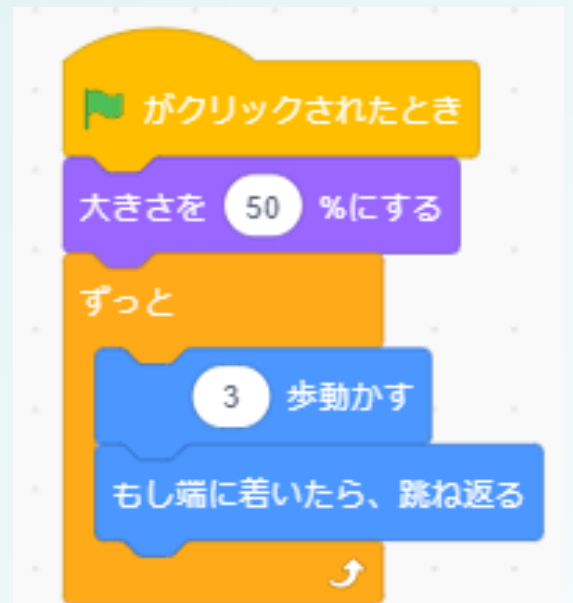 がクリックされたとき
大きさを 50 %にする
ずっと
3 歩動かす
もし端に着いたら、跳ね返る